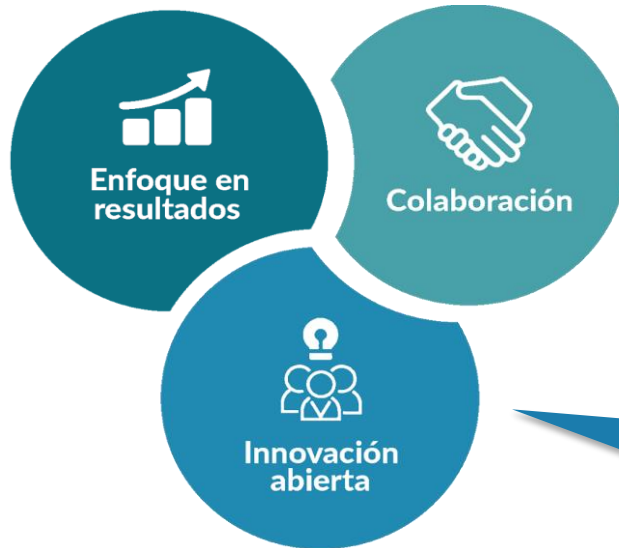 Enfoque en
resultados
Colaboración
Innovación
abierta